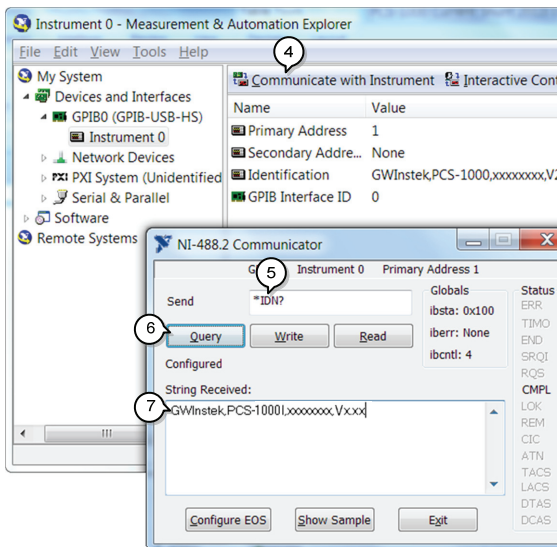 Instrument 0 - Measurement & Automation Explorer
File Edit View Tools Help
4
My System
Devices and Interfaces
GPIB0 (GPIB-USB-HS)
Instrument 0
Network Devices
PXI System (Unidentified
Serial & Parallel
Software
Remote Systems
Communicate with Instrument Interactive Cont
Name Value
Primary Address 1
Secondary Addre... None
Identification GWInstek,PCS-1000,xxxxxxxx,V
GPIB Interface ID 0
NI-488.2 Communicator
G Instrument 0 Primary Address 1
5
Send *IDN?
6
Query Write Read
Configured
String Received:
7
GWInstek,PCS-1000I,xxxxxxxx,Vx.xx
Configure EOS Show Sample Exit
Globals
ibsta: 0x100
iberr: None
ibcntl: 4
Status
ERR
TIMO
END
SRQI
RQS
CMPL
LOK
REM
CIC
ATN
TACS
LACS
DTAS
DCAS